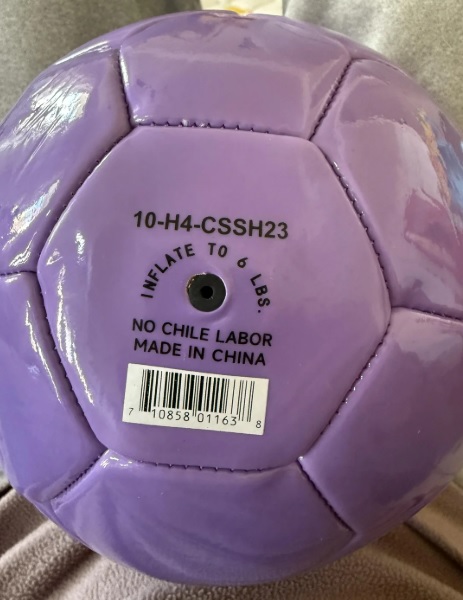 10-H4-CSSH23
INFLATE TO 6 LBS.
NO CHILE LABOR
MADE IN CHINA
7 10858 01163 8